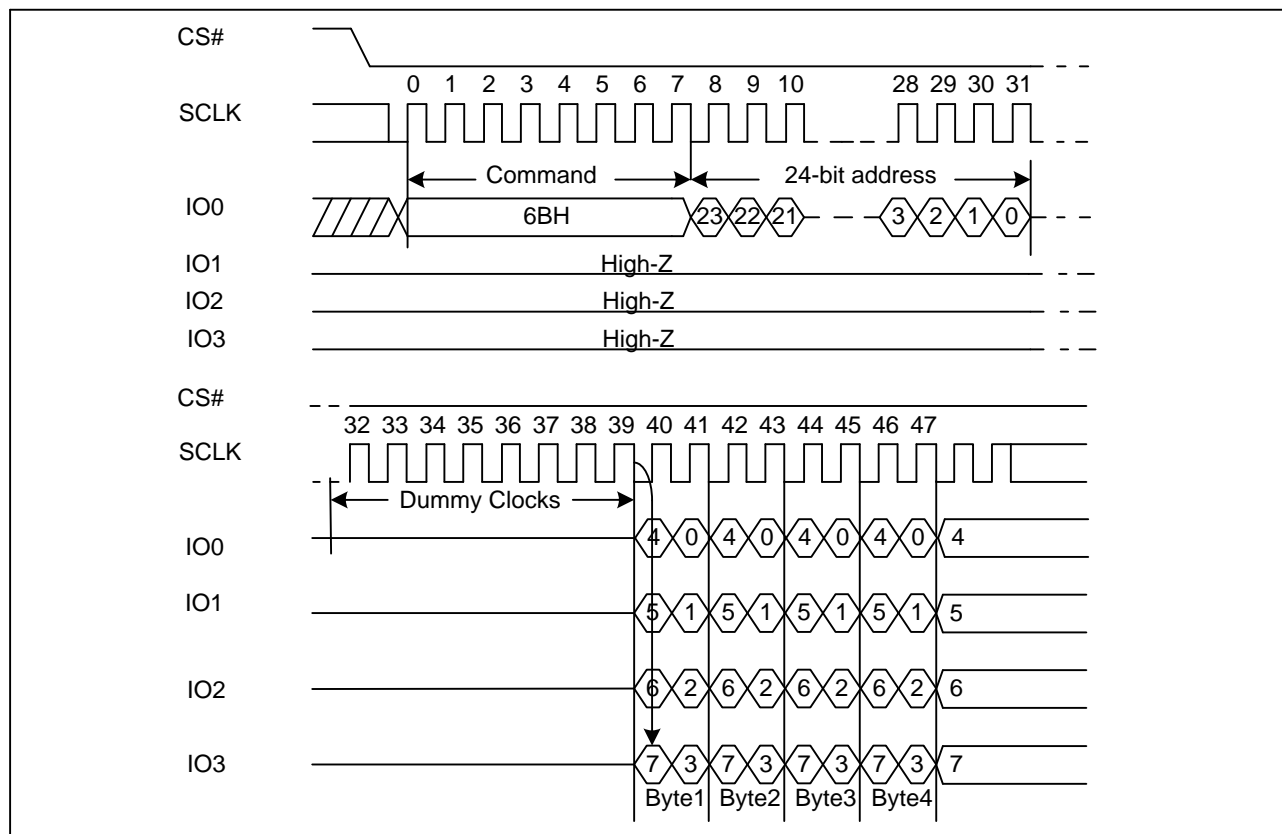 CS#
0 1 2 3 4 5 6 7 8 9 10 28 29 30 31
SCLK
Command 24-bit address
IO0 6BH 23 22 21 3 2 1 0
IO1 High-Z
IO2 High-Z
IO3 High-Z
CS#
32 33 34 35 36 37 38 39 40 41 42 43 44 45 46 47
SCLK
Dummy Clocks
IO0 4 0 4 0 4 0 4 0 4
IO1 5 1 5 1 5 1 5 1 5
IO2 6 2 6 2 6 2 6 2 6
IO3 7 3 7 3 7 3 7 3 7
Byte1 Byte2 Byte3 Byte4